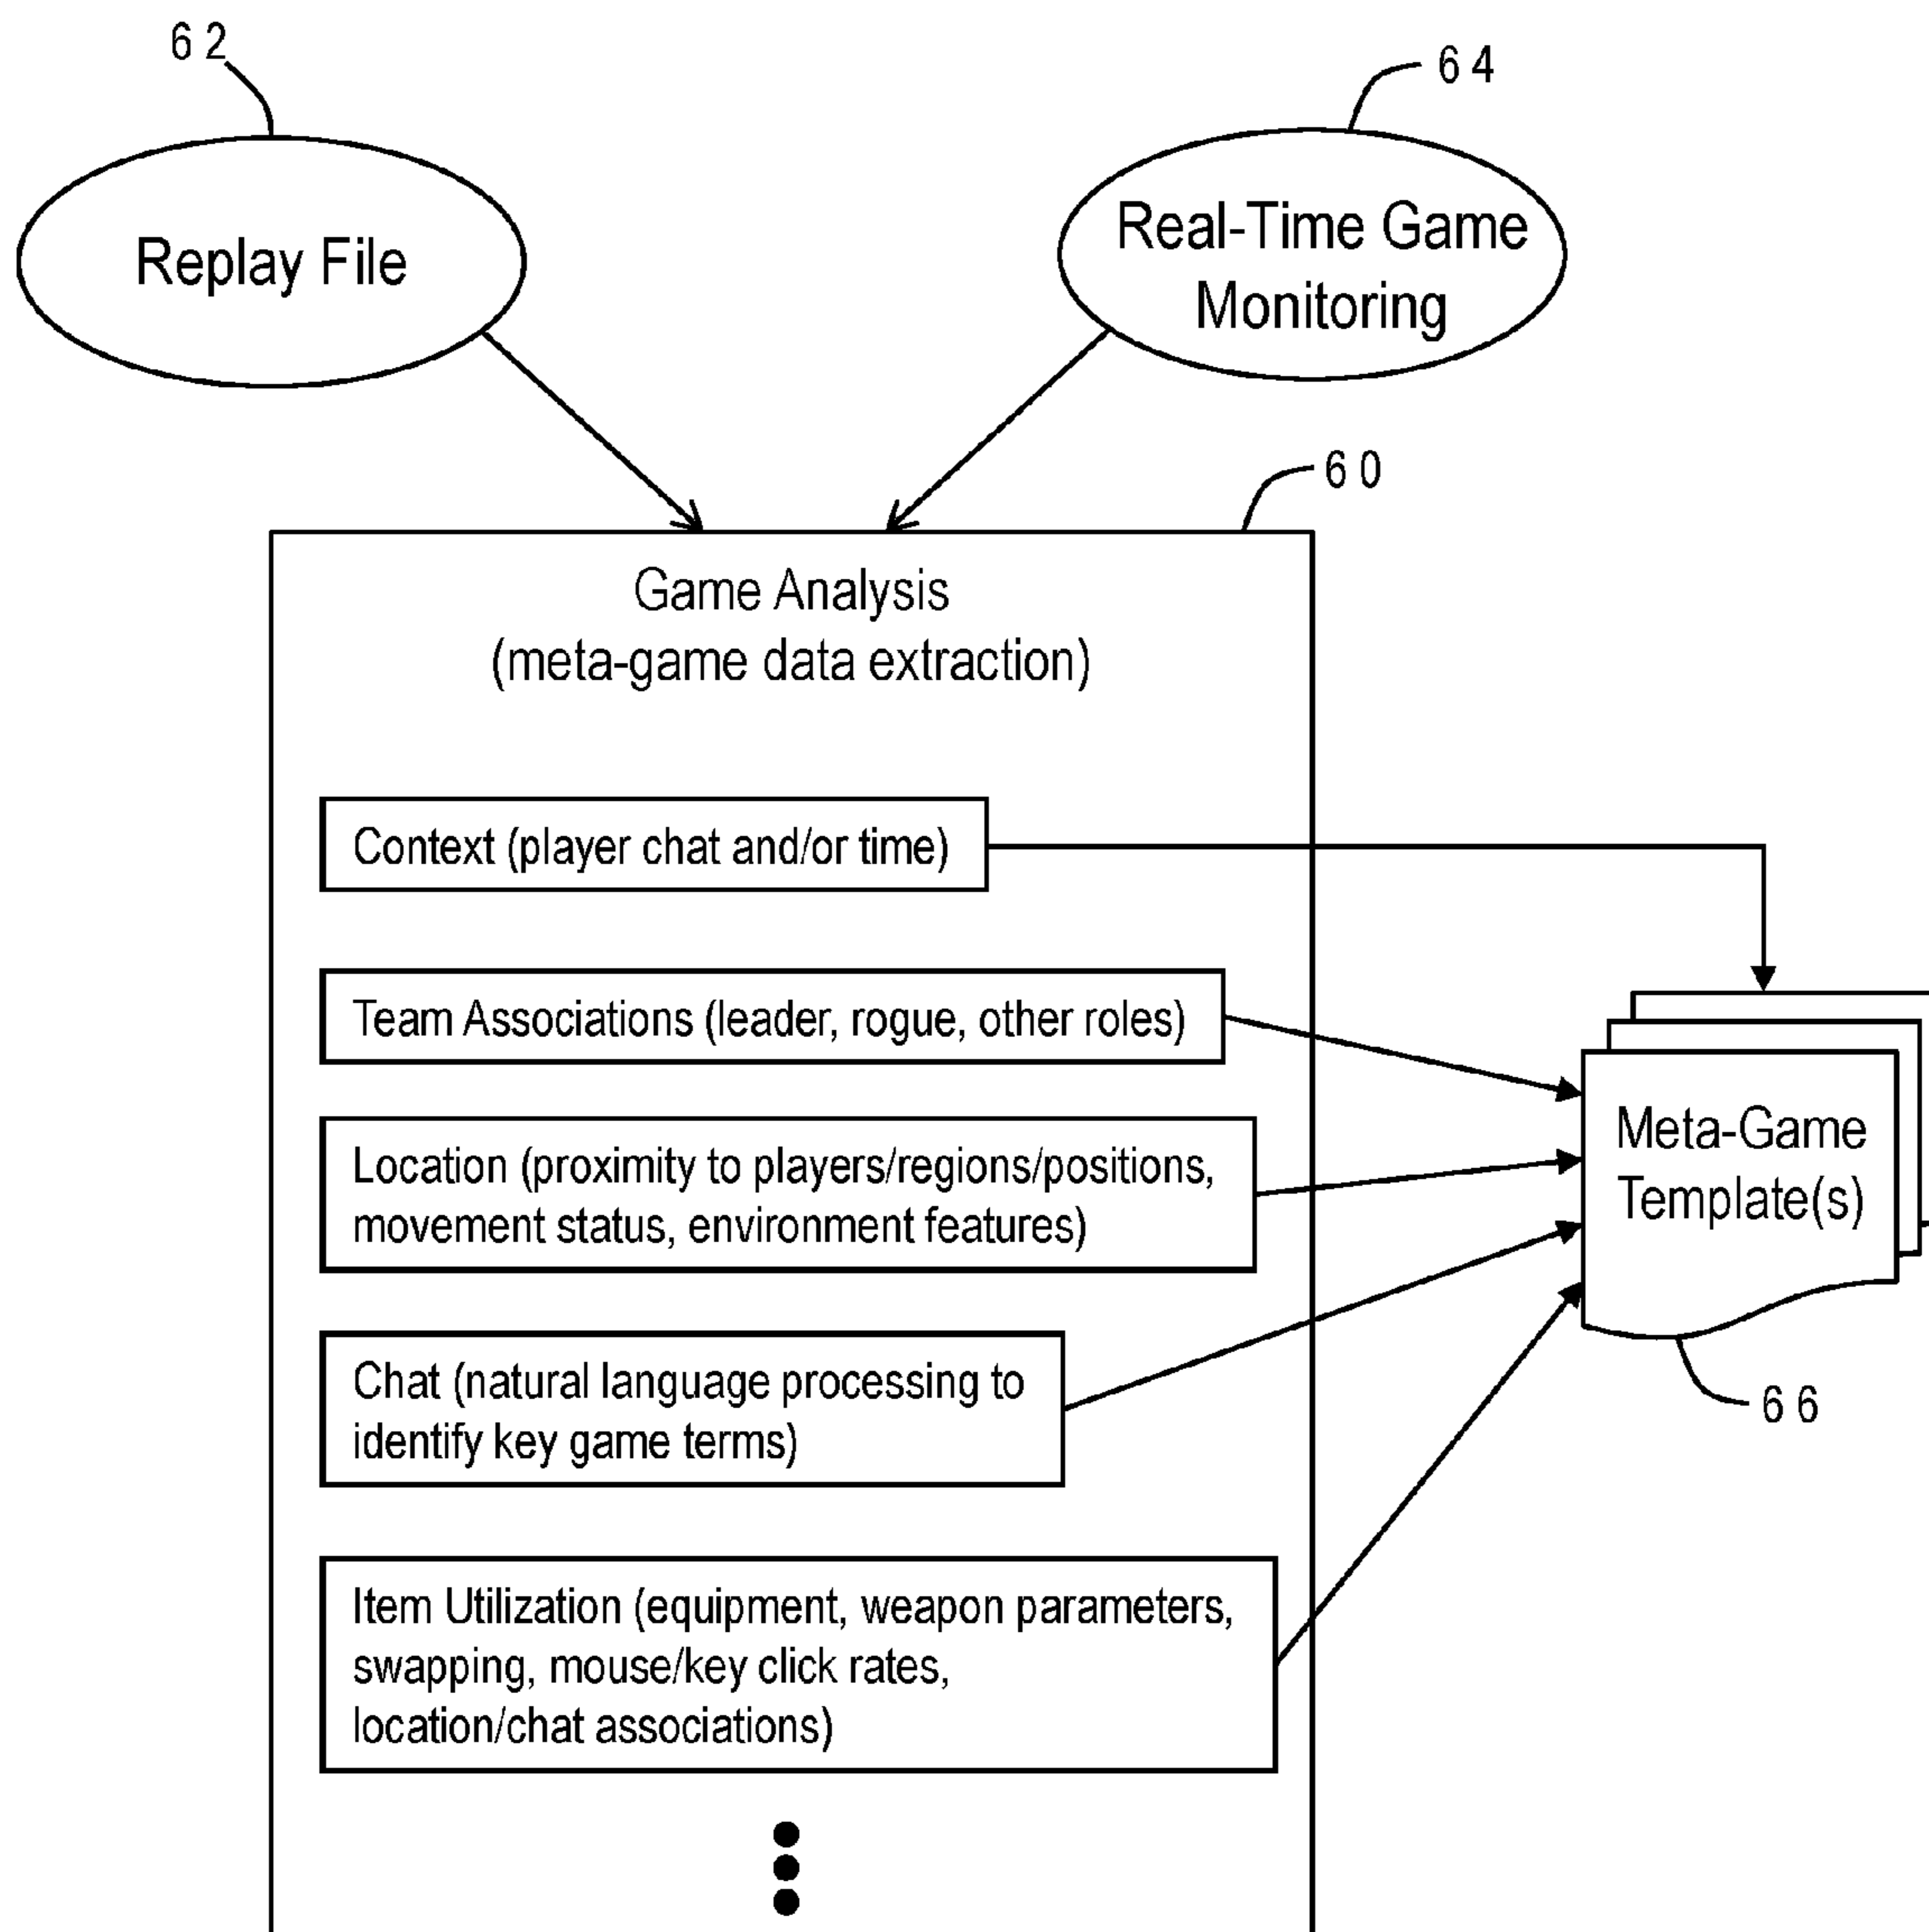 62
64
Replay File
Real-Time Game
Monitoring
60
Game Analysis
(meta-game data extraction)
Context (player chat and/or time)
Team Associations (leader, rogue, other roles)
Location (proximity to players/regions/positions,
movement status, environment features)
Meta-Game
Template(s)
Chat (natural language processing to
identify key game terms)
66
Item Utilization (equipment, weapon parameters,
swapping, mouse/key click rates,
location/chat associations)